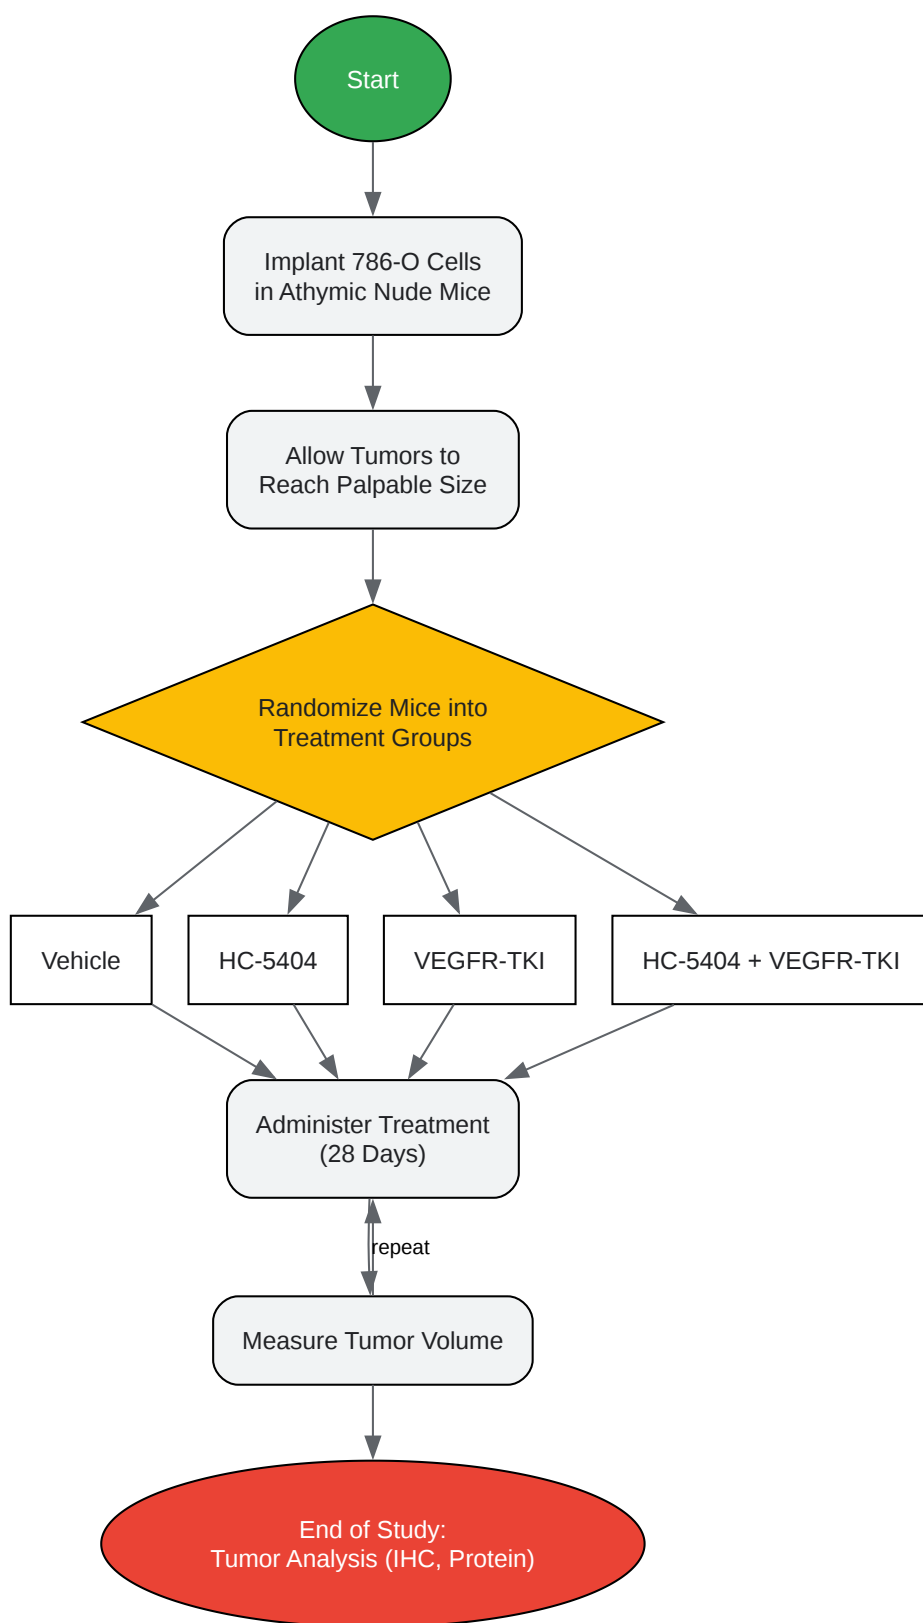 Start
Implant 786-O Cells
in Athymic Nude Mice
Allow Tumors to
Reach Palpable Size
Randomize Mice into
Treatment Groups
Vehicle
HC-5404
VEGFR-TKI
HC-5404 + VEGFR-TKI
Administer Treatment
(28 Days)
repeat
Measure Tumor Volume
End of Study:
Tumor Analysis (IHC, Protein)